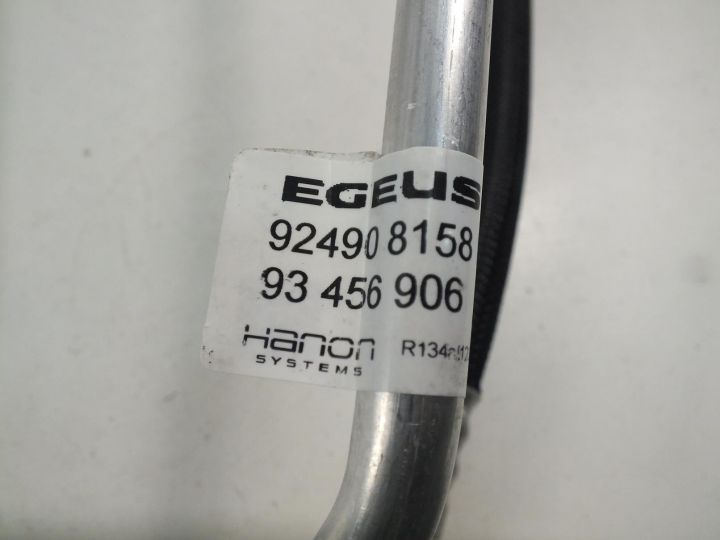 EGEUS
92490 8158
93 456 906
Hanon
SYSTEMS